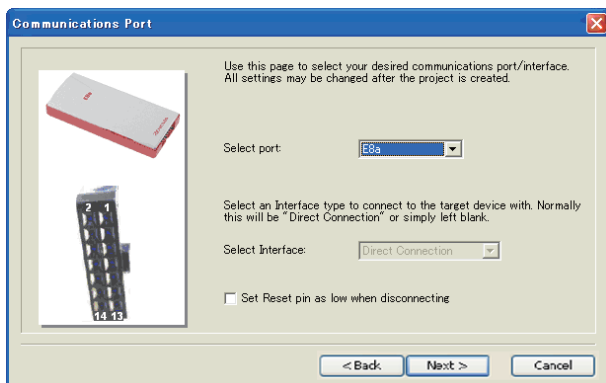 Communications Port
Use this page to select your desired communications port/interface.
All settings may be changed after the project is created.
E8a
Select port:
E8a
Select an Interface type to connect to the target device with. Normally
this will be "Direct Connection" or simply left blank.
2 1
Select Interface:
Direct Connection
Set Reset pin as low when disconnecting
14 13
< Back
Next >
Cancel